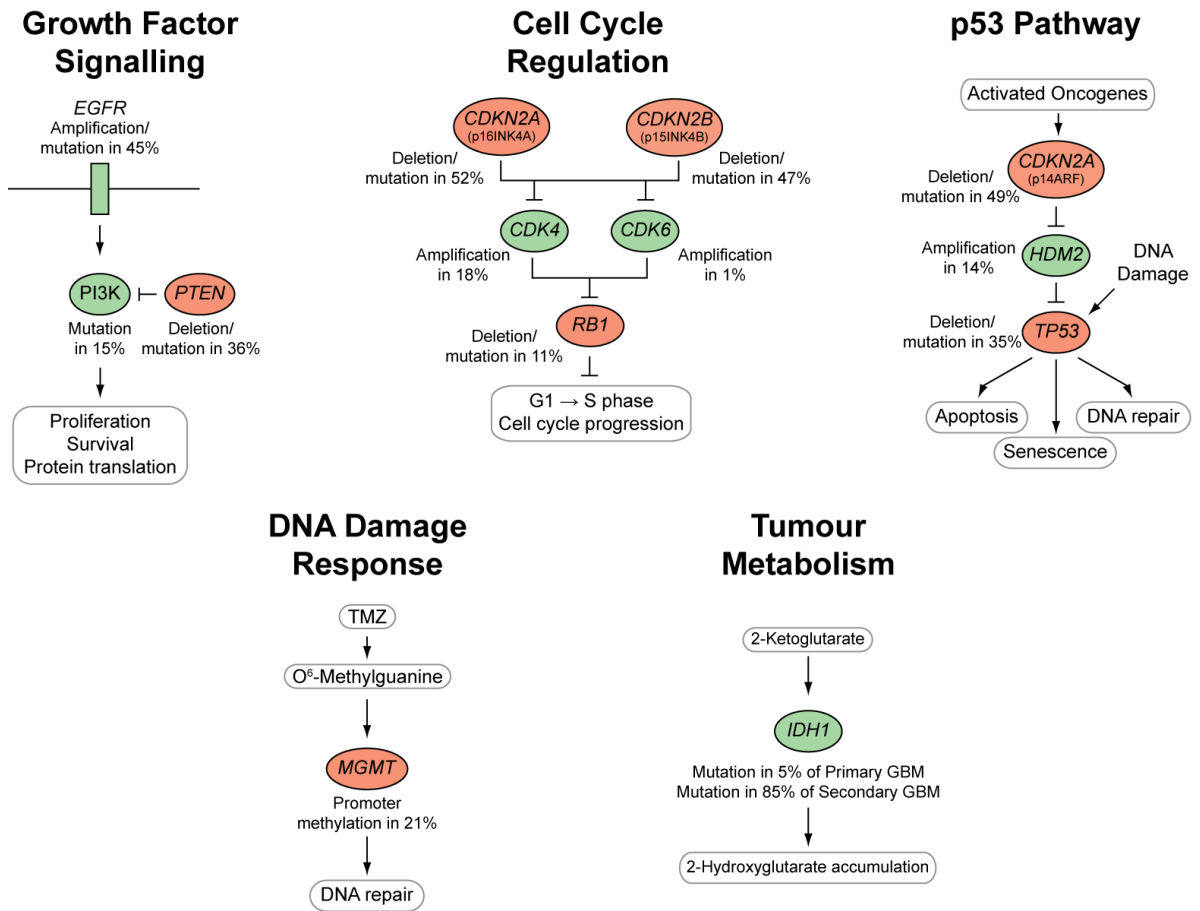 Growth Factor
Signalling
EGFR
Amplification/
mutation in 45%
PI3K
PTEN
Mutation
in 15%
Deletion/
mutation in 36%
Proliferation
Survival
Protein translation
Cell Cycle
Regulation
CDKN2A
(p16INK4A)
CDKN2B
(p15INK4B)
Deletion/
mutation in 52%
Deletion/
mutation in 47%
CDK4
CDK6
Amplification
in 18%
Amplification
in 1%
RB1
Deletion/
mutation in 11%
G1 → S phase
Cell cycle progression
p53 Pathway
Activated Oncogenes
CDKN2A
(p14ARF)
Deletion/
mutation in 49%
HDM2
Amplification
in 14%
DNA
Damage
TP53
Deletion/
mutation in 35%
Apoptosis
DNA repair
Senescence
DNA Damage
Response
TMZ
O⁶-Methylguanine
MGMT
Promoter
methylation in 21%
DNA repair
Tumour
Metabolism
2-Ketoglutarate
IDH1
Mutation in 5% of Primary GBM
Mutation in 85% of Secondary GBM
2-Hydroxyglutarate accumulation